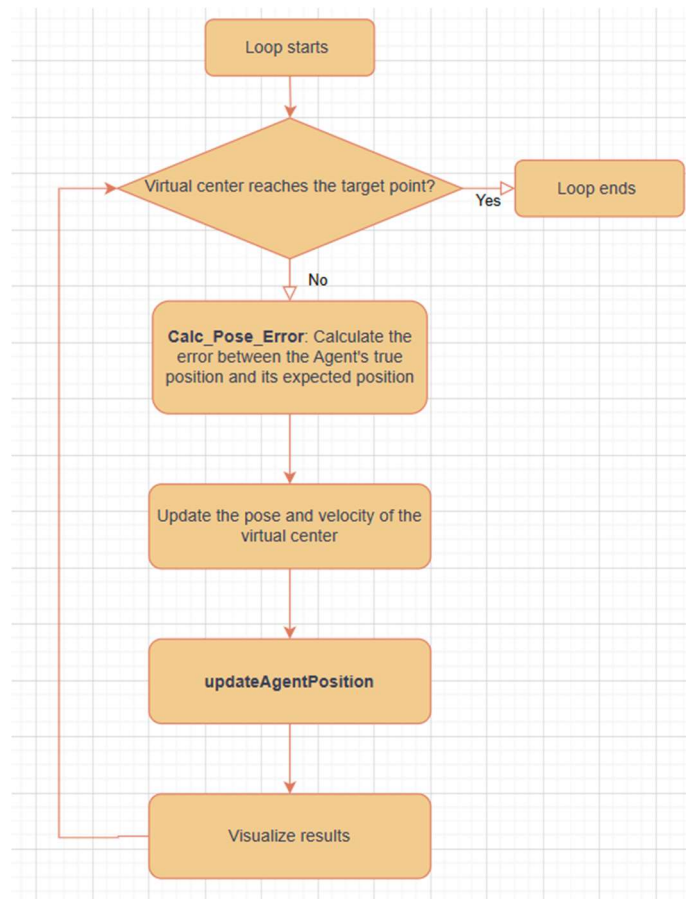 Loop starts
Virtual center reaches the target point?
Yes
Loop ends
No
Calc_Pose_Error: Calculate the
error between the Agent's true
position and its expected position
Update the pose and velocity of the
virtual center
updateAgentPosition
Visualize results